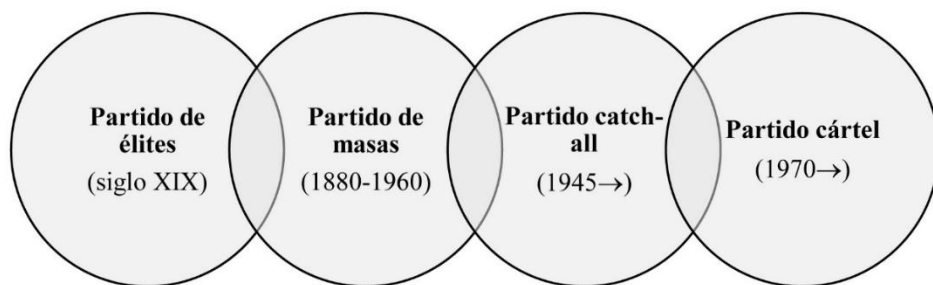 Partido de
élites
(siglo XIX)
Partido de
masas
(1880-1960)
Partido catch-
all
(1945→)
Partido cártel
(1970→)